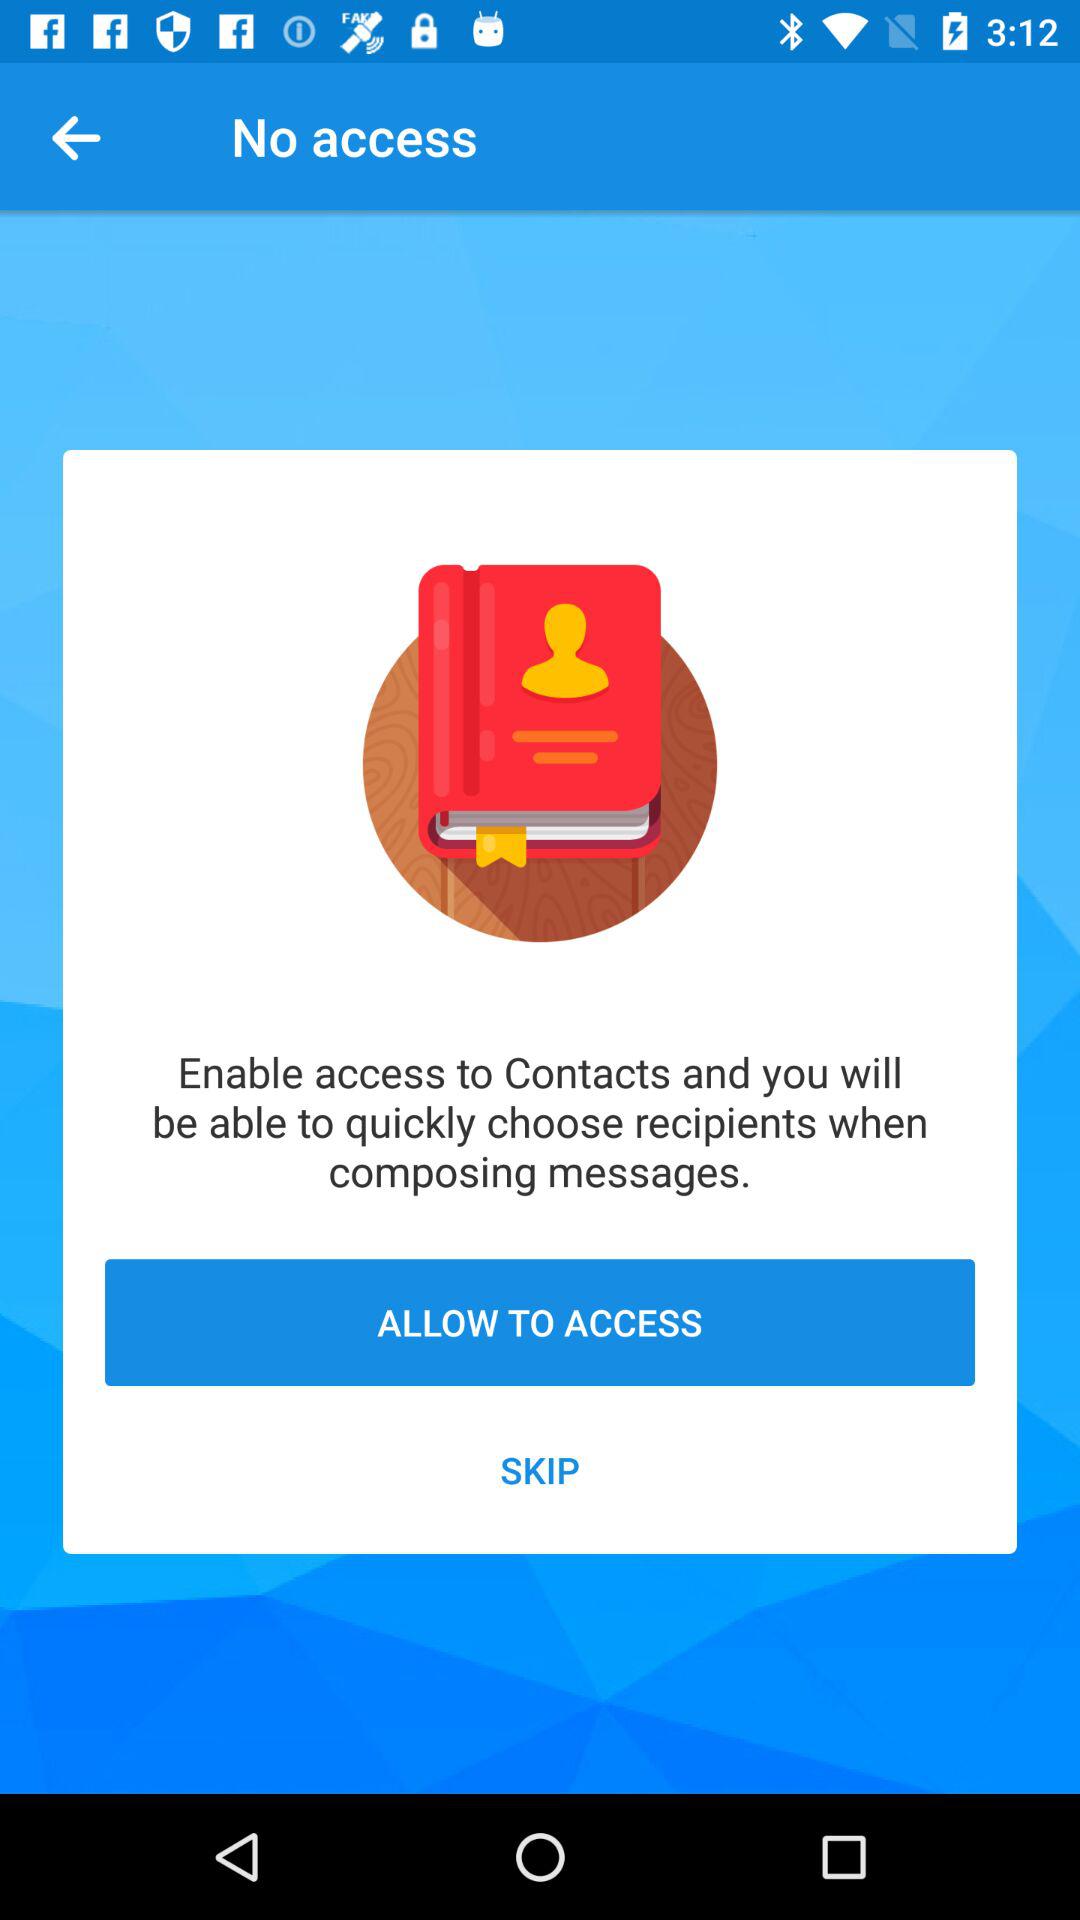 FAKE
3:12
No access
Enable access to Contacts and you will
be able to quickly choose recipients when
composing messages.
ALLOW TO ACCESS
SKIP